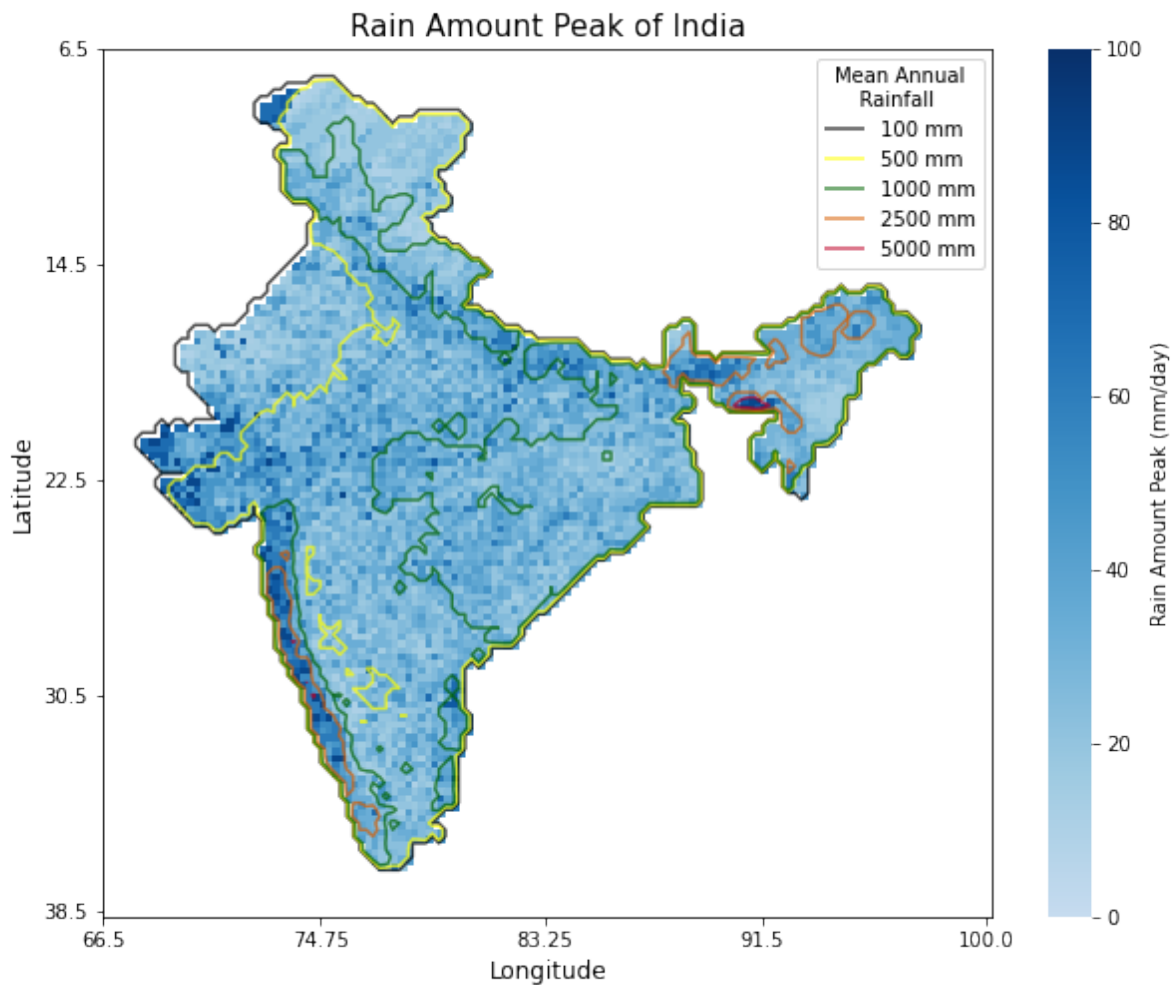 Rain Amount Peak of India
6.5
14.5
22.5
30.5
38.5
Latitude
66.5
74.75
83.25
91.5
100.0
Longitude
Mean Annual
Rainfall
100 mm
500 mm
1000 mm
2500 mm
5000 mm
100
80
60
40
20
0
Rain Amount Peak (mm/day)